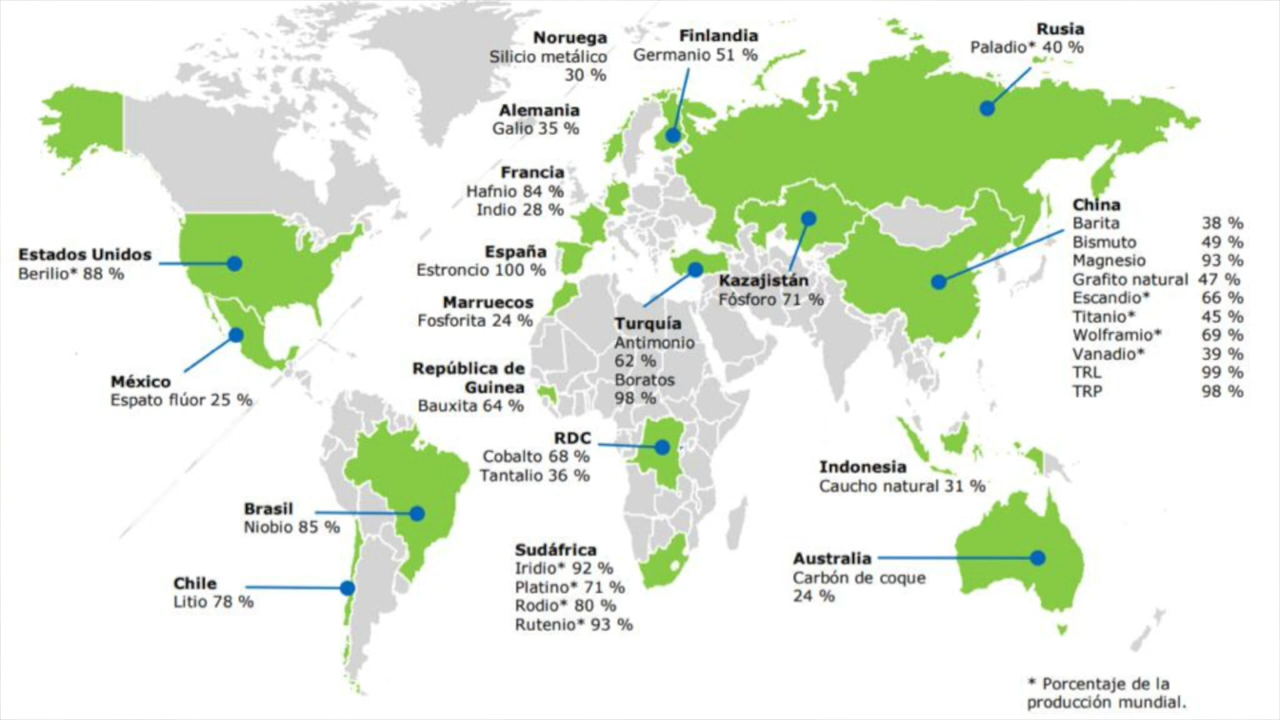 Noruega
Silicio metálico
30 %
Finlandia
Germanio 51 %
Rusia
Paladio* 40 %
Alemania
Galio 35 %
Francia
Hafnio 84 %
Indio 28 %
China
Barita 38 %
Bismuto 49 %
Magnesio 93 %
Grafito natural 47 %
Escandio* 66 %
Titanio* 45 %
Wolframio* 69 %
Vanadio* 39 %
TRL 99 %
TRP 98 %
Estados Unidos
Berilio* 88 %
España
Estroncio 100 %
Kazajistán
Fósforo 71 %
Marruecos
Fosforita 24 %
Turquía
Antimonio
62 %
Boratos
98 %
México
Espato flúor 25 %
República de
Guinea
Bauxita 64 %
RDC
Cobalto 68 %
Tantalio 36 %
Indonesia
Caucho natural 31 %
Brasil
Niobio 85 %
Sudáfrica
Iridio* 92 %
Platino* 71 %
Rodio* 80 %
Rutenio* 93 %
Australia
Carbón de coque
24 %
Chile
Litio 78 %
* Porcentaje de la
producción mundial.